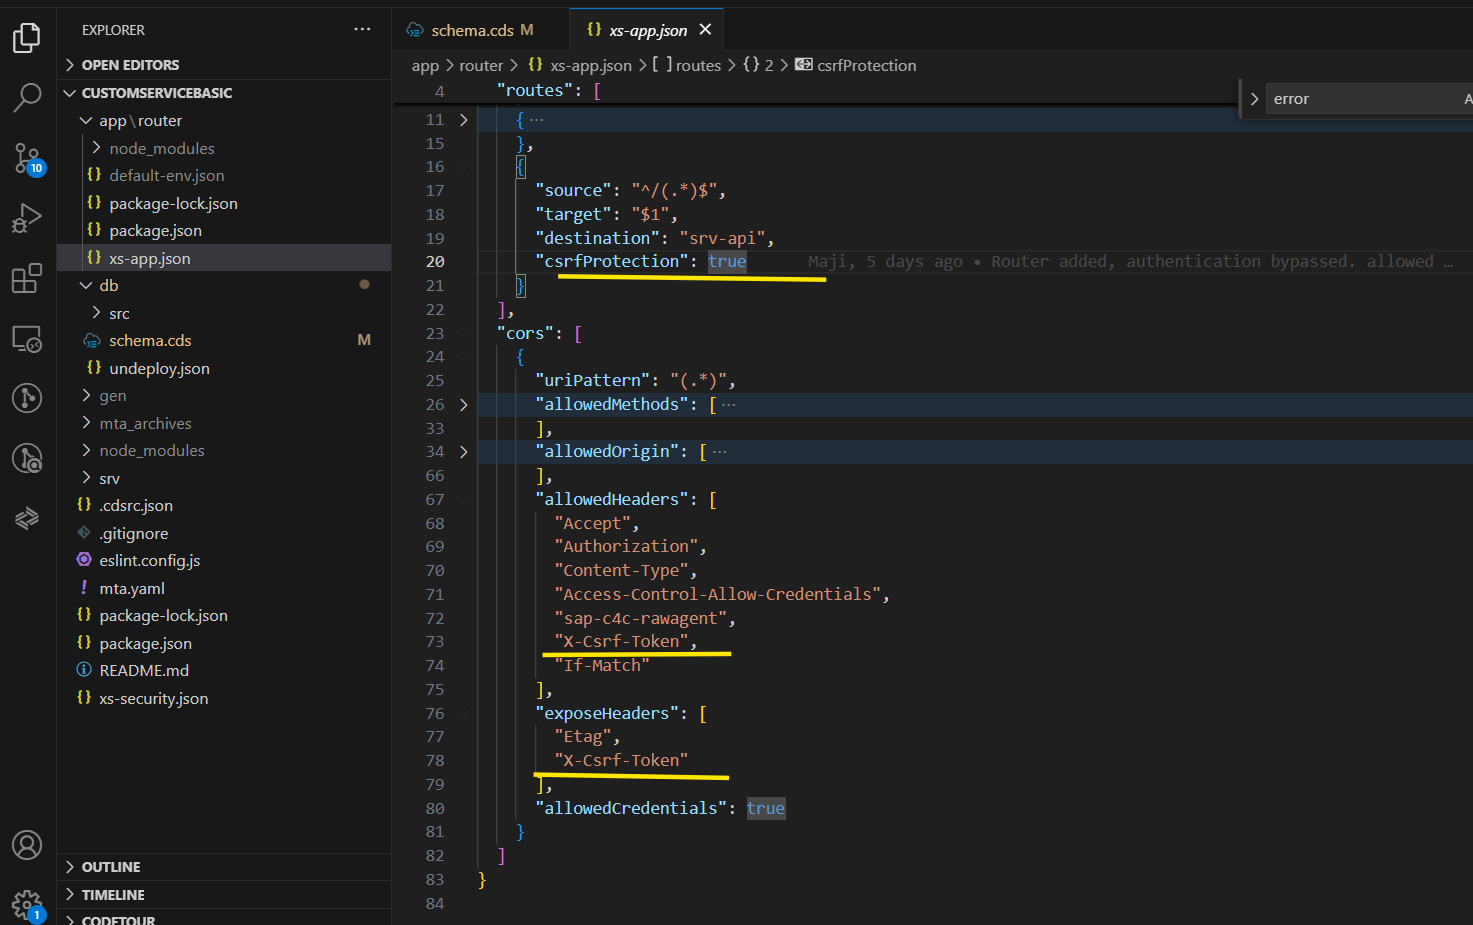 EXPLORER
OPEN EDITORS
CUSTOMSERVICEBASIC
app\router
node_modules
default-env.json
package-lock.json
package.json
xs-app.json
db
src
schema.cds M
undeploy.json
gen
mta_archives
node_modules
srv
.cdsrc.json
.gitignore
eslint.config.js
mta.yaml
package-lock.json
package.json
README.md
xs-security.json
OUTLINE
TIMELINE
CODETOUR
10
1
schema.cds M
xs-app.json
app > router > {} xs-app.json > [ ] routes > {} 2 > csrfProtection
error
4 "routes": [
11 { ···
15 },
16 {
17 "source": "^/(.*)$",
18 "target": "$1",
19 "destination": "srv-api",
20 "csrfProtection": true Maji, 5 days ago • Router added, authentication bypassed. allowed …
21 }
22 ],
23 "cors": [
24 {
25 "uriPattern": "(.*)",
26 "allowedMethods": [ ···
33 ],
34 "allowedOrigin": [ ···
66 ],
67 "allowedHeaders": [
68 "Accept",
69 "Authorization",
70 "Content-Type",
71 "Access-Control-Allow-Credentials",
72 "sap-c4c-rawagent",
73 "X-Csrf-Token",
74 "If-Match"
75 ],
76 "exposeHeaders": [
77 "Etag",
78 "X-Csrf-Token"
79 ],
80 "allowedCredentials": true
81 }
82 ]
83 }
84